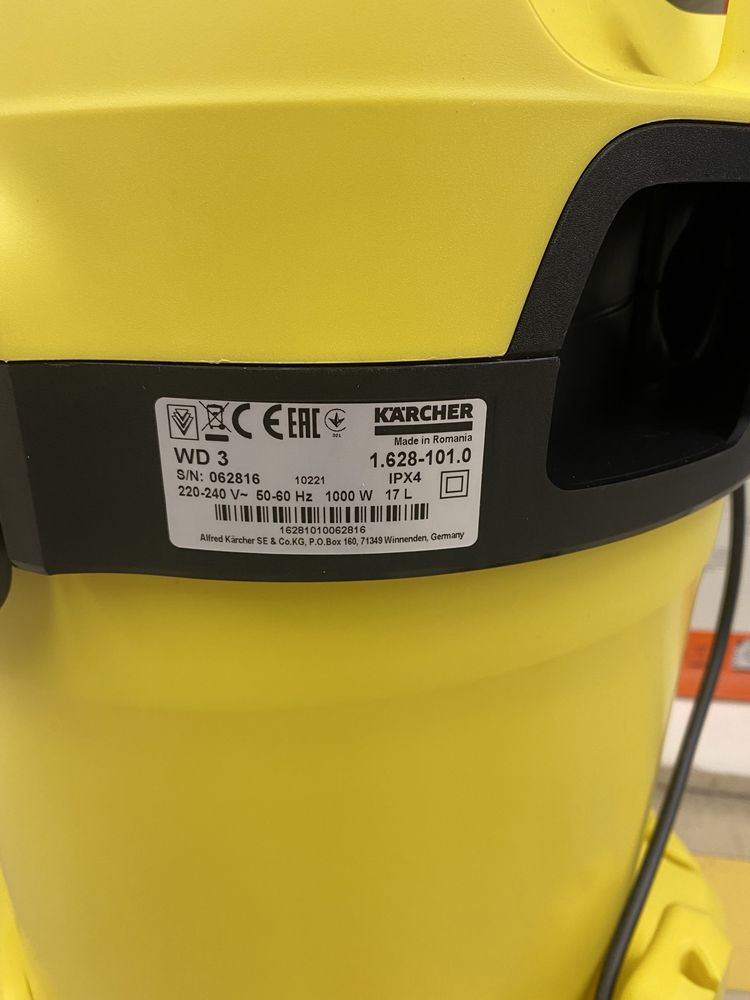 CE EAC KÄRCHER
001
Made in Romania
WD 3 1.628-101.0
S/N: 062816 10221 IPX4
220-240 V~ 50-60 Hz 1000 W 17 L
16281010062816
Alfred Kärcher SE & Co.KG, P.O.Box 160, 71349 Winnenden, Germany